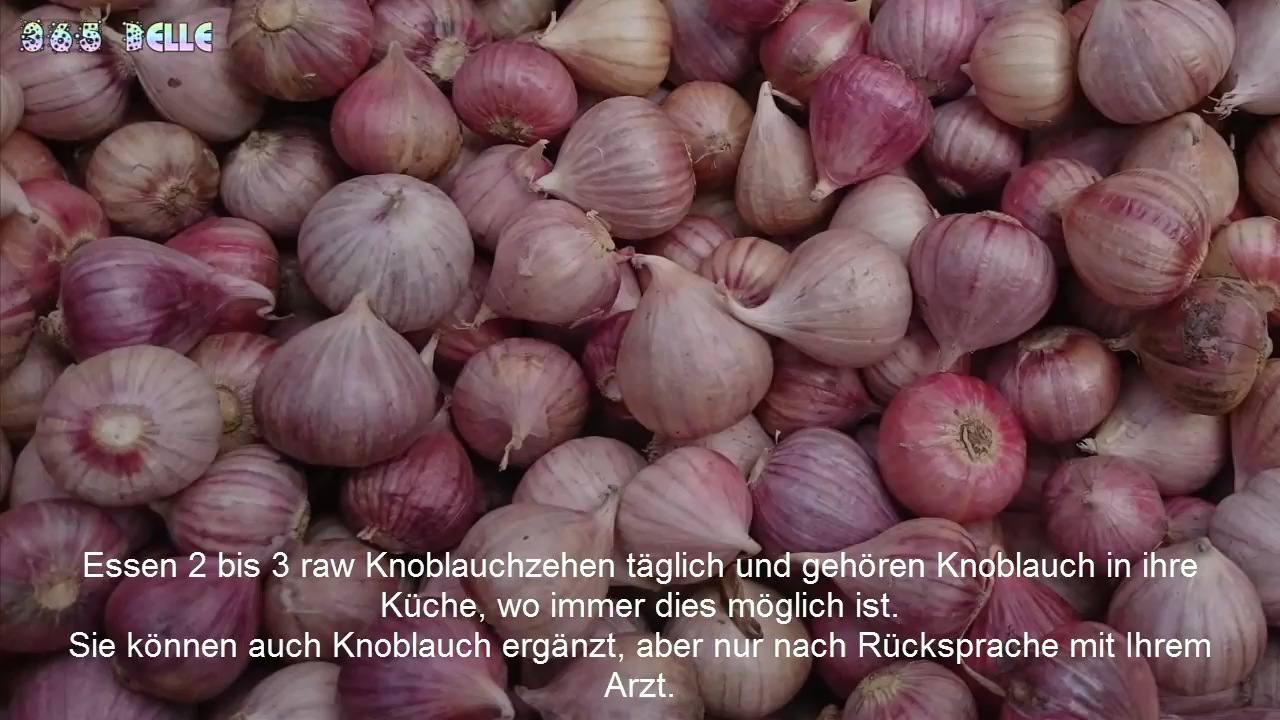 365 BELLE
Essen 2 bis 3 raw Knoblauchzehen täglich und gehören Knoblauch in ihre
Küche, wo immer dies möglich ist.
Sie können auch Knoblauch ergänzt, aber nur nach Rücksprache mit Ihrem
Arzt.